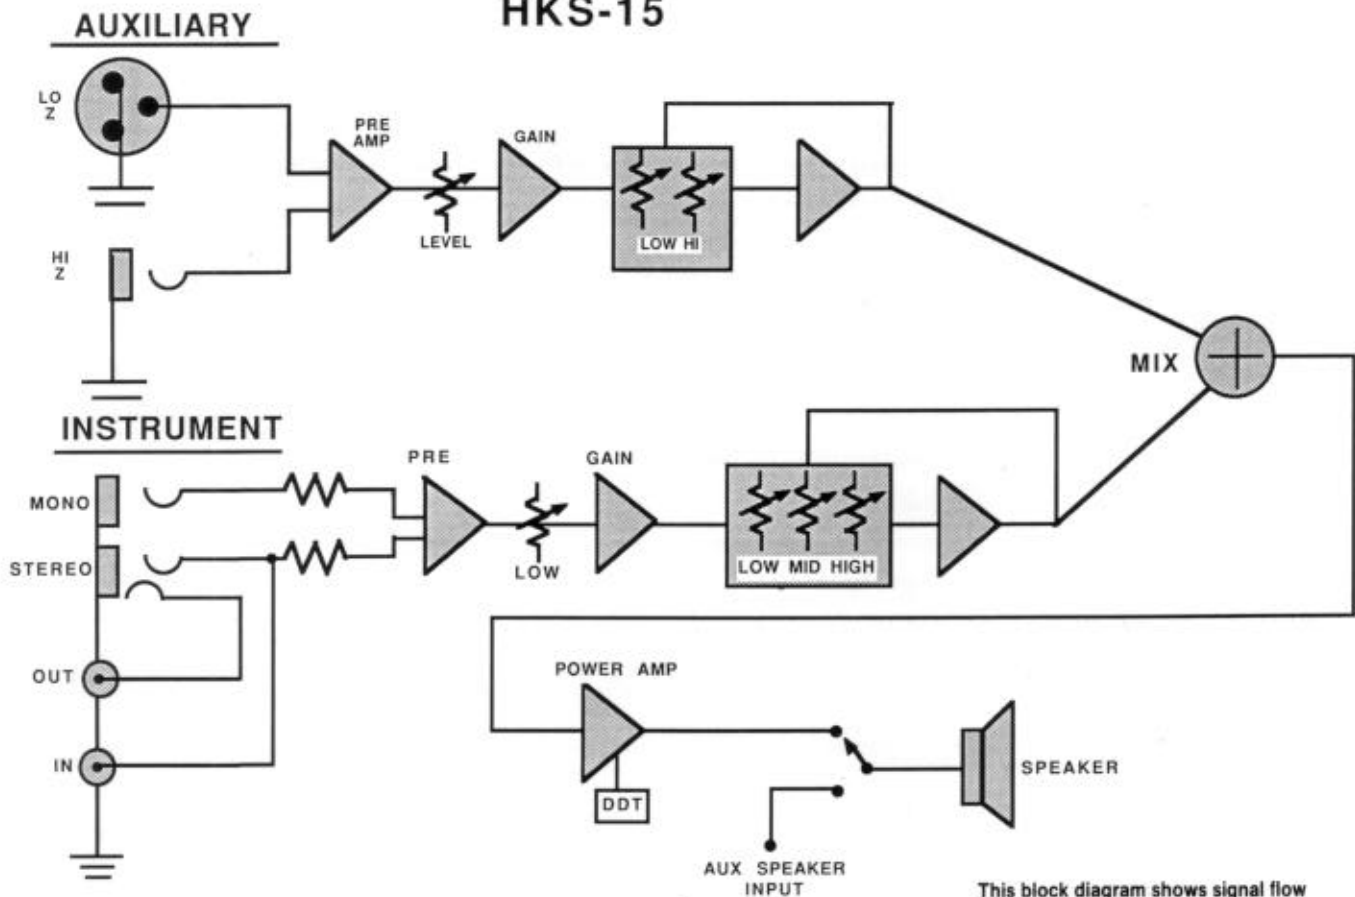 HKS-15
AUXILIARY
LO
Z
PRE
AMP
GAIN
LEVEL
LOW HI
HI
Z
MIX
INSTRUMENT
PRE
GAIN
MONO
STEREO
LOW
LOW MID HIGH
OUT
POWER AMP
IN
SPEAKER
DDT
AUX SPEAKER
INPUT
This block diagram shows signal flow